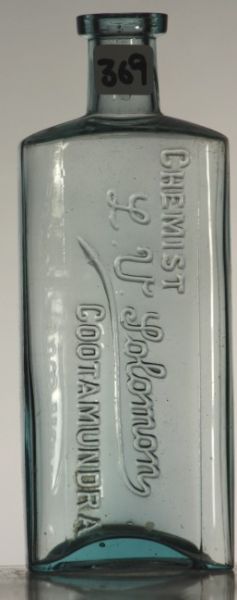 369
CHEMIST
L. V. Solomon
COOTAMUNDRA